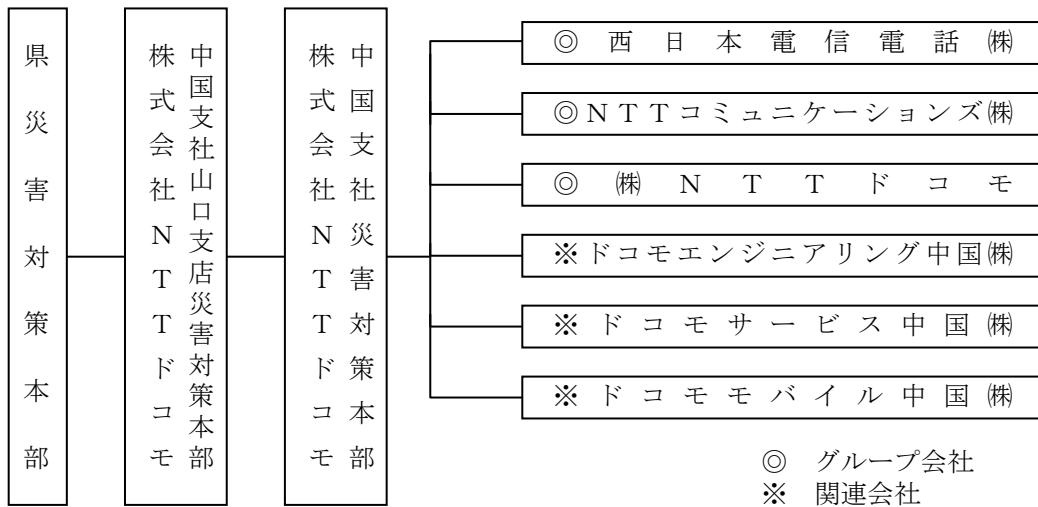 県災害対策本部
株式会社NTTドコモ
中国支社山口支店災害対策本部
株式会社NTTドコモ
中国支社災害対策本部
◎西日本電信電話㈱
◎NTTコミュニケーションズ㈱
◎㈱NTTドコモ
※ドコモエンジニアリング中国㈱
※ドコモサービス中国㈱
※ドコモモバイル中国㈱
◎ グループ会社
※ 関連会社